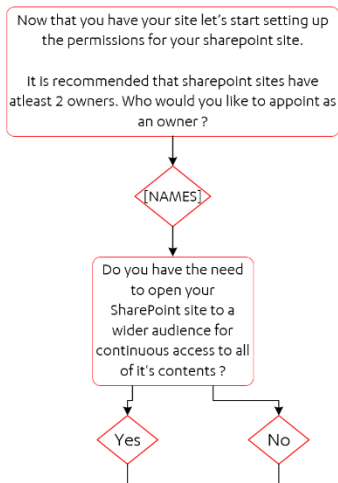 Now that you have your site let's start setting up
the permissions for your sharepoint site.
It is recommended that sharepoint sites have
atleast 2 owners. Who would you like to appoint as
an owner ?
[NAMES]
Do you have the need
to open your
SharePoint site to a
wider audience for
continuous access to all
of it's contents ?
Yes
No